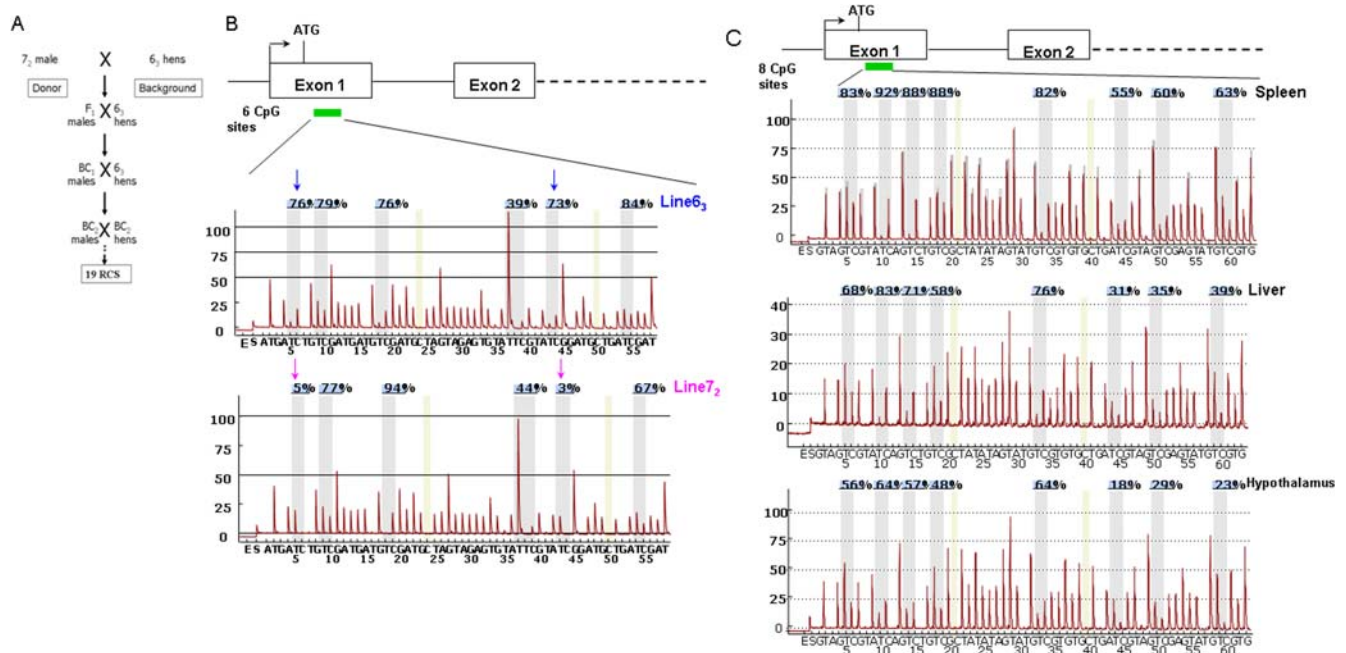 A
7₂ male X 6₃ hens
Donor
Background
F₁ X 6₃
males hens
BC₁ X 6₃
males hens
BC₂ X BC₂
males hens
19 RCS
B
ATG
Exon 1
Exon 2
6 CpG
sites
76% 79% 76% 39% 73% 84% Line6₃
100
75
50
25
0
E S A T G A T C T G T C G A T G A T G T C G A T G C T A G T A G A G T G T A T T C G T A T C G G A T G C T G A T C G A T
5 10 15 20 25 30 35 40 45 50 55
5% 77% 94% 44% 3% 67% Line7₂
100
75
50
25
0
E S A T G A T C T G T C G A T G A T G T C G A T G C T A G T A G A G T G T A T T C G T A T C G G A T G C T G A T C G A T
5 10 15 20 25 30 35 40 45 50 55
C
ATG
Exon 1
Exon 2
8 CpG
sites
83% 92% 88% 88% 82% 55% 60% 63% Spleen
100
75
50
25
0
ESGTAGTCGTATCAGTCTGTCGCTATATAGTATGTCGTGTGCTGATCGTAGTCGAGTATGTCGTG
5 10 15 20 25 30 35 40 45 50 55 60
68% 83% 71% 58% 76% 31% 35% 39% Liver
40
30
20
10
0
ESGTAGTCGTATCAGTCTGTCGCTATATAGTATGTCGTGTGCTGATCGTAGTCGAGTATGTCGTG
5 10 15 20 25 30 35 40 45 50 55 60
56% 64% 57% 48% 64% 18% 29% 23% Hypothalamus
100
75
50
25
0
ESGTAGTCGTATCAGTCTGTCGCTATATAGTATGTCGTGTGCTGATCGTAGTCGAGTATGTCGTG
5 10 15 20 25 30 35 40 45 50 55 60